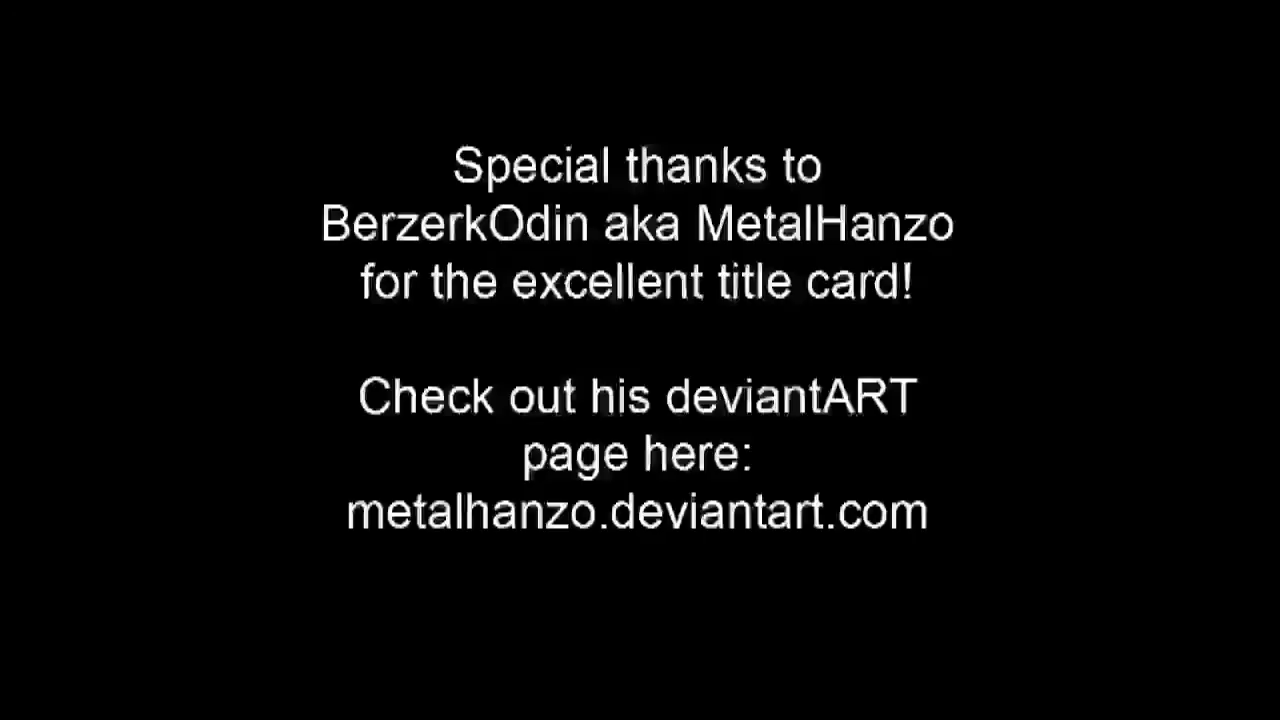 Special thanks to
BerzerkOdin aka MetalHanzo
for the excellent title card!
Check out his deviantART
page here:
metalhanzo.deviantart.com